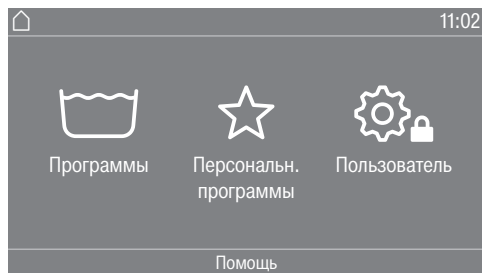 11:02
Программы
Персональн.
программы
Пользователь
Помощь